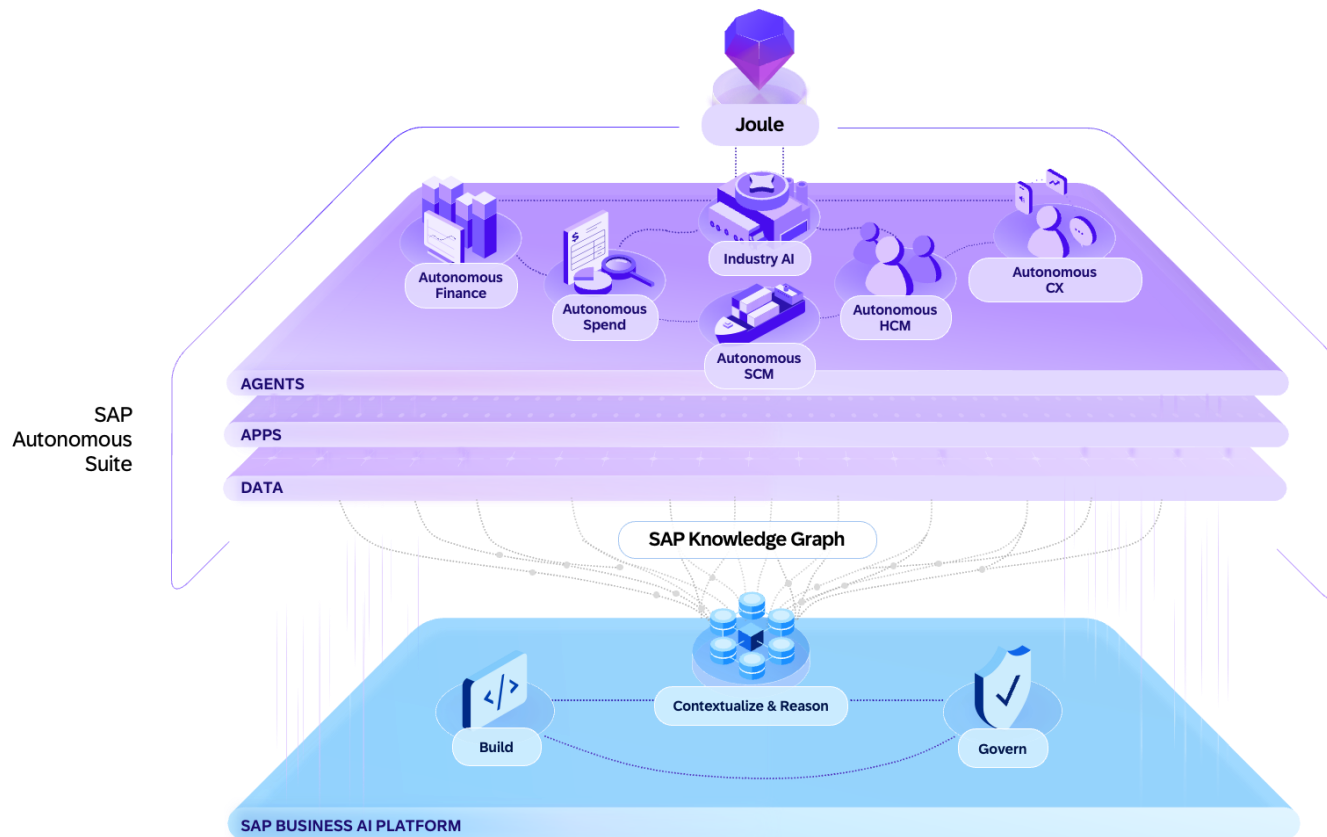 Joule
Industry AI
Autonomous
Finance
Autonomous
Spend
Autonomous
SCM
Autonomous
HCM
Autonomous
CX
AGENTS
APPS
DATA
SAP
Autonomous
Suite
SAP Knowledge Graph
Contextualize & Reason
Build
Govern
SAP BUSINESS AI PLATFORM